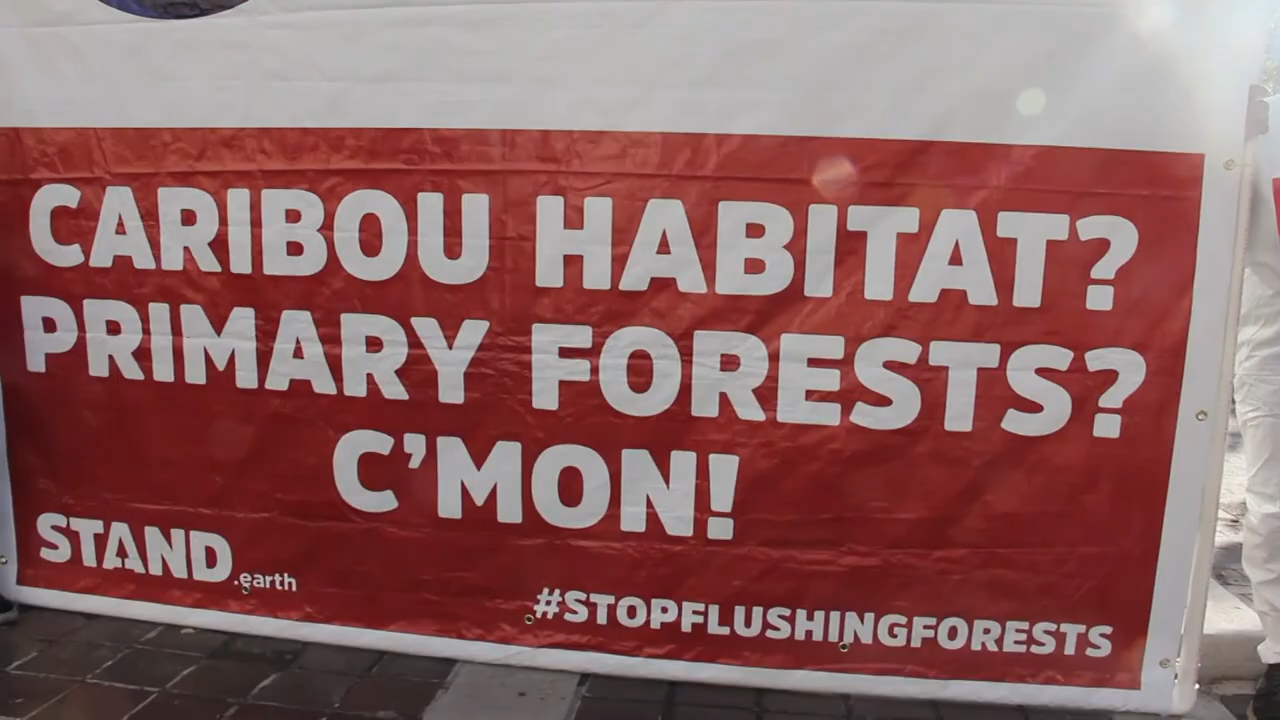 CARIBOU HABITAT?
PRIMARY FORESTS?
C'MON!
STAND.earth
#STOPFLUSHINGFORESTS